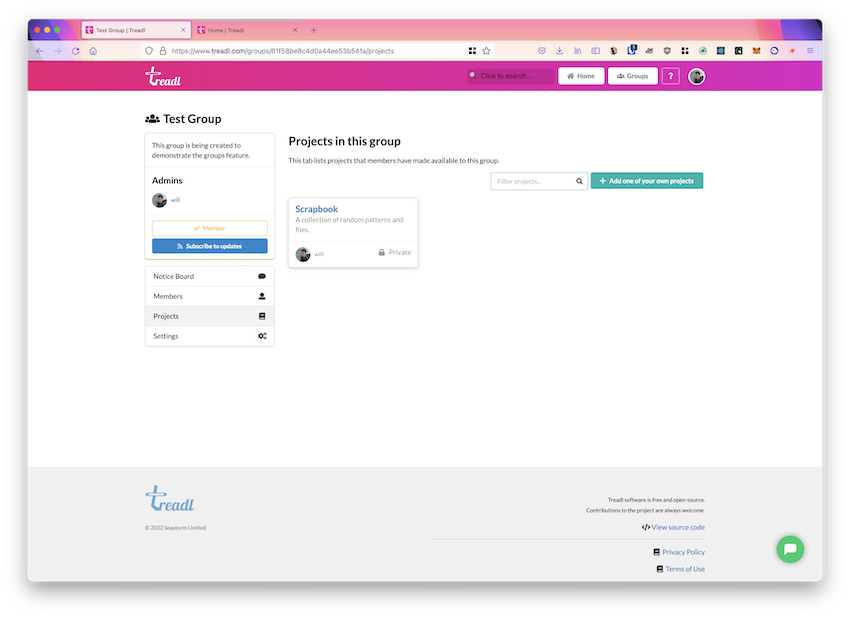 Test Group | Treadl
Home | Treadl
https://www.treadl.com/groups/61f58be8c4d0a44ee53b541a/projects
treadl
Click to search...
Home
Groups
?
Test Group
This group is being created to
demonstrate the groups feature.
Admins
will
Member
Subscribe to updates
Notice Board
Members
Projects
Settings
Projects in this group
This tab lists projects that members have made available to this group.
Filter projects...
Add one of your own projects
Scrapbook
A collection of random patterns and
files.
will
Private
treadl
© 2022 Seastorm Limited
Treadl software is free and open-source.
Contributions to the project are always welcome.
View source code
Privacy Policy
Terms of Use